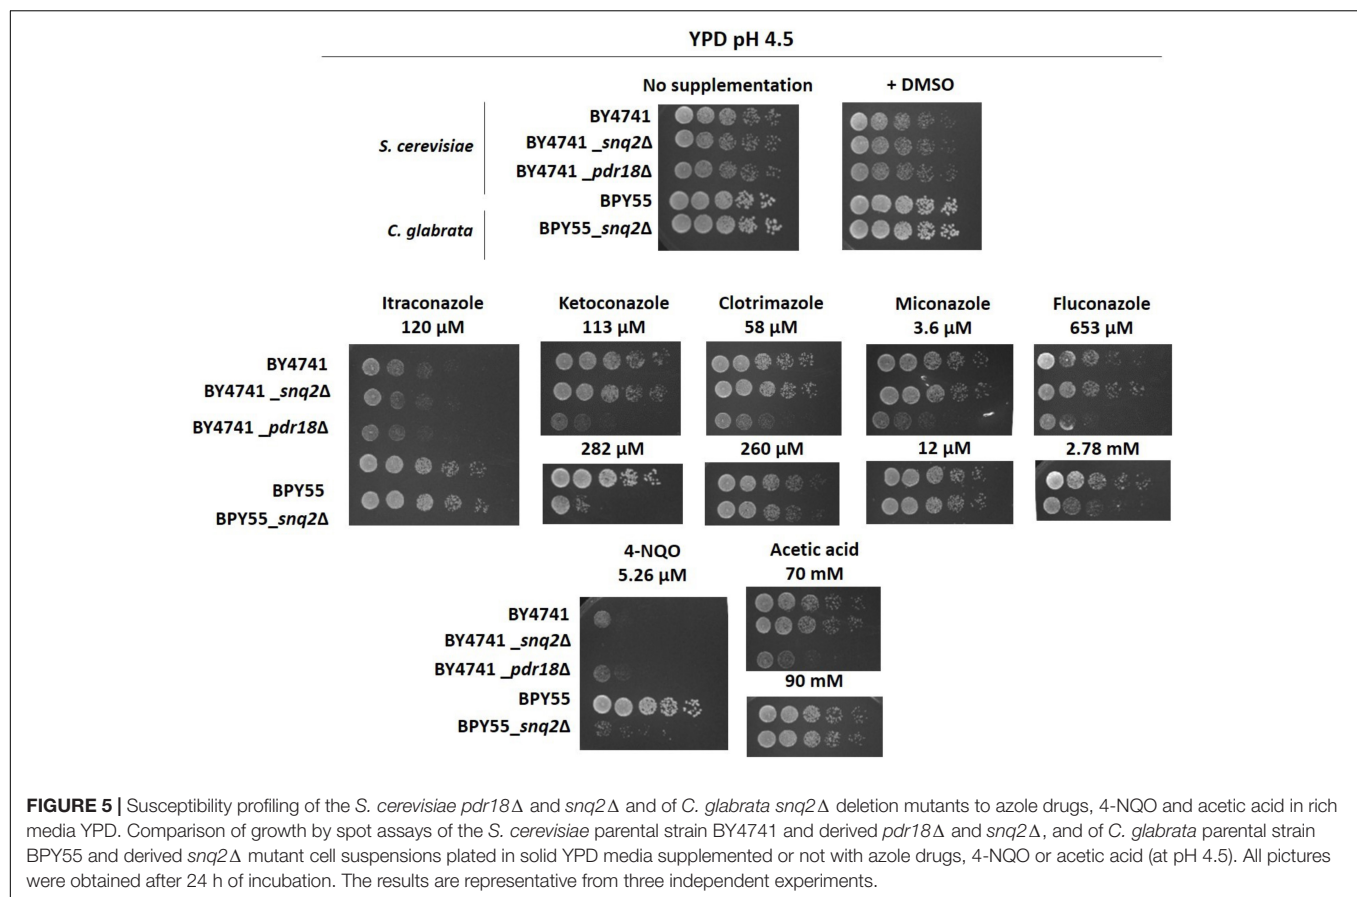 YPD pH 4.5
No supplementation
+ DMSO
S. cerevisiae
BY4741
BY4741 _snq2Δ
BY4741 _pdr18Δ
C. glabrata
BPY55
BPY55_snq2Δ
Itraconazole
120 µM
Ketoconazole
113 µM
Clotrimazole
58 µM
Miconazole
3.6 µM
Fluconazole
653 µM
BY4741
BY4741 _snq2Δ
BY4741 _pdr18Δ
282 µM
260 µM
12 µM
2.78 mM
BPY55
BPY55_snq2Δ
4-NQO
5.26 µM
Acetic acid
70 mM
BY4741
BY4741 _snq2Δ
BY4741 _pdr18Δ
90 mM
BPY55
BPY55_snq2Δ
FIGURE 5 | Susceptibility profiling of the S. cerevisiae pdr18Δ and snq2Δ and of C. glabrata snq2Δ deletion mutants to azole drugs, 4-NQO and acetic acid in rich
media YPD. Comparison of growth by spot assays of the S. cerevisiae parental strain BY4741 and derived pdr18Δ and snq2Δ, and of C. glabrata parental strain
BPY55 and derived snq2Δ mutant cell suspensions plated in solid YPD media supplemented or not with azole drugs, 4-NQO or acetic acid (at pH 4.5). All pictures
were obtained after 24 h of incubation. The results are representative from three independent experiments.